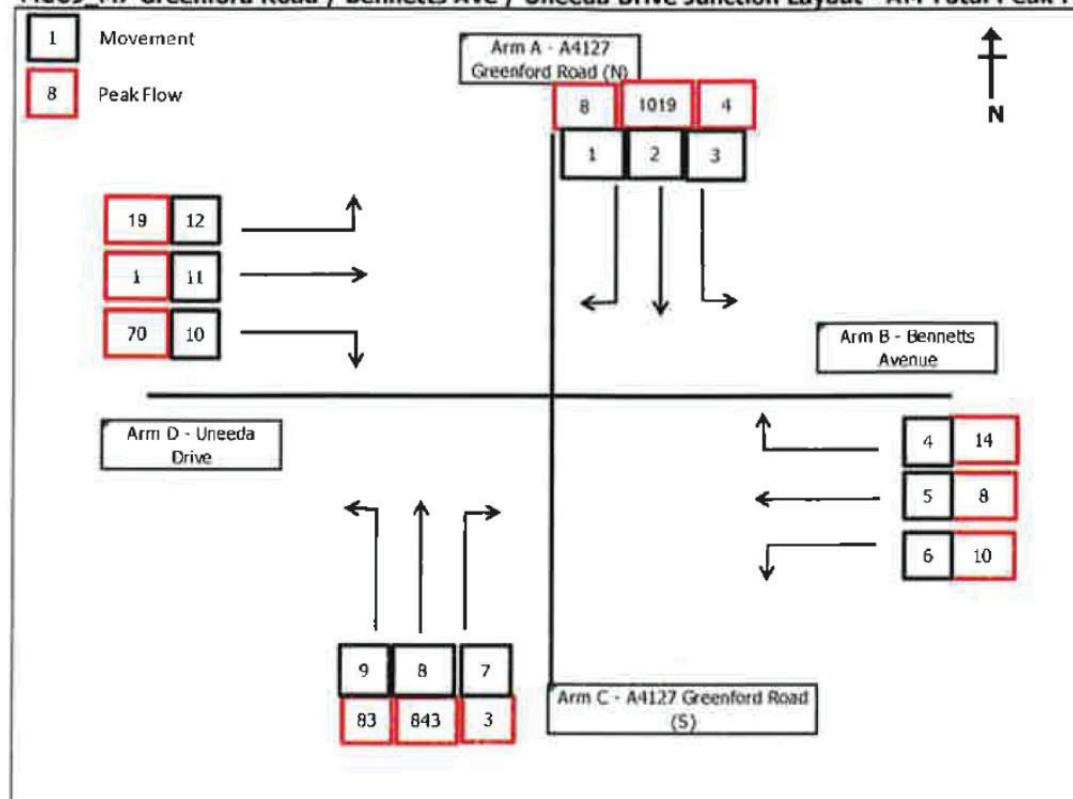 Greenford Road / Bennetts Ave / Uneeda Drive Junction Layout - AM Total Peak
1 Movement
8 Peak Flow
Arm A - A4127
Greenford Road (N)
N
8 1019 4
1 2 3
19 12
1 11
70 10
Arm B - Bennetts
Avenue
Arm D - Uneeda
Drive
4 14
5 8
6 10
9 8 7
83 843 3
Arm C - A4127 Greenford Road
(S)